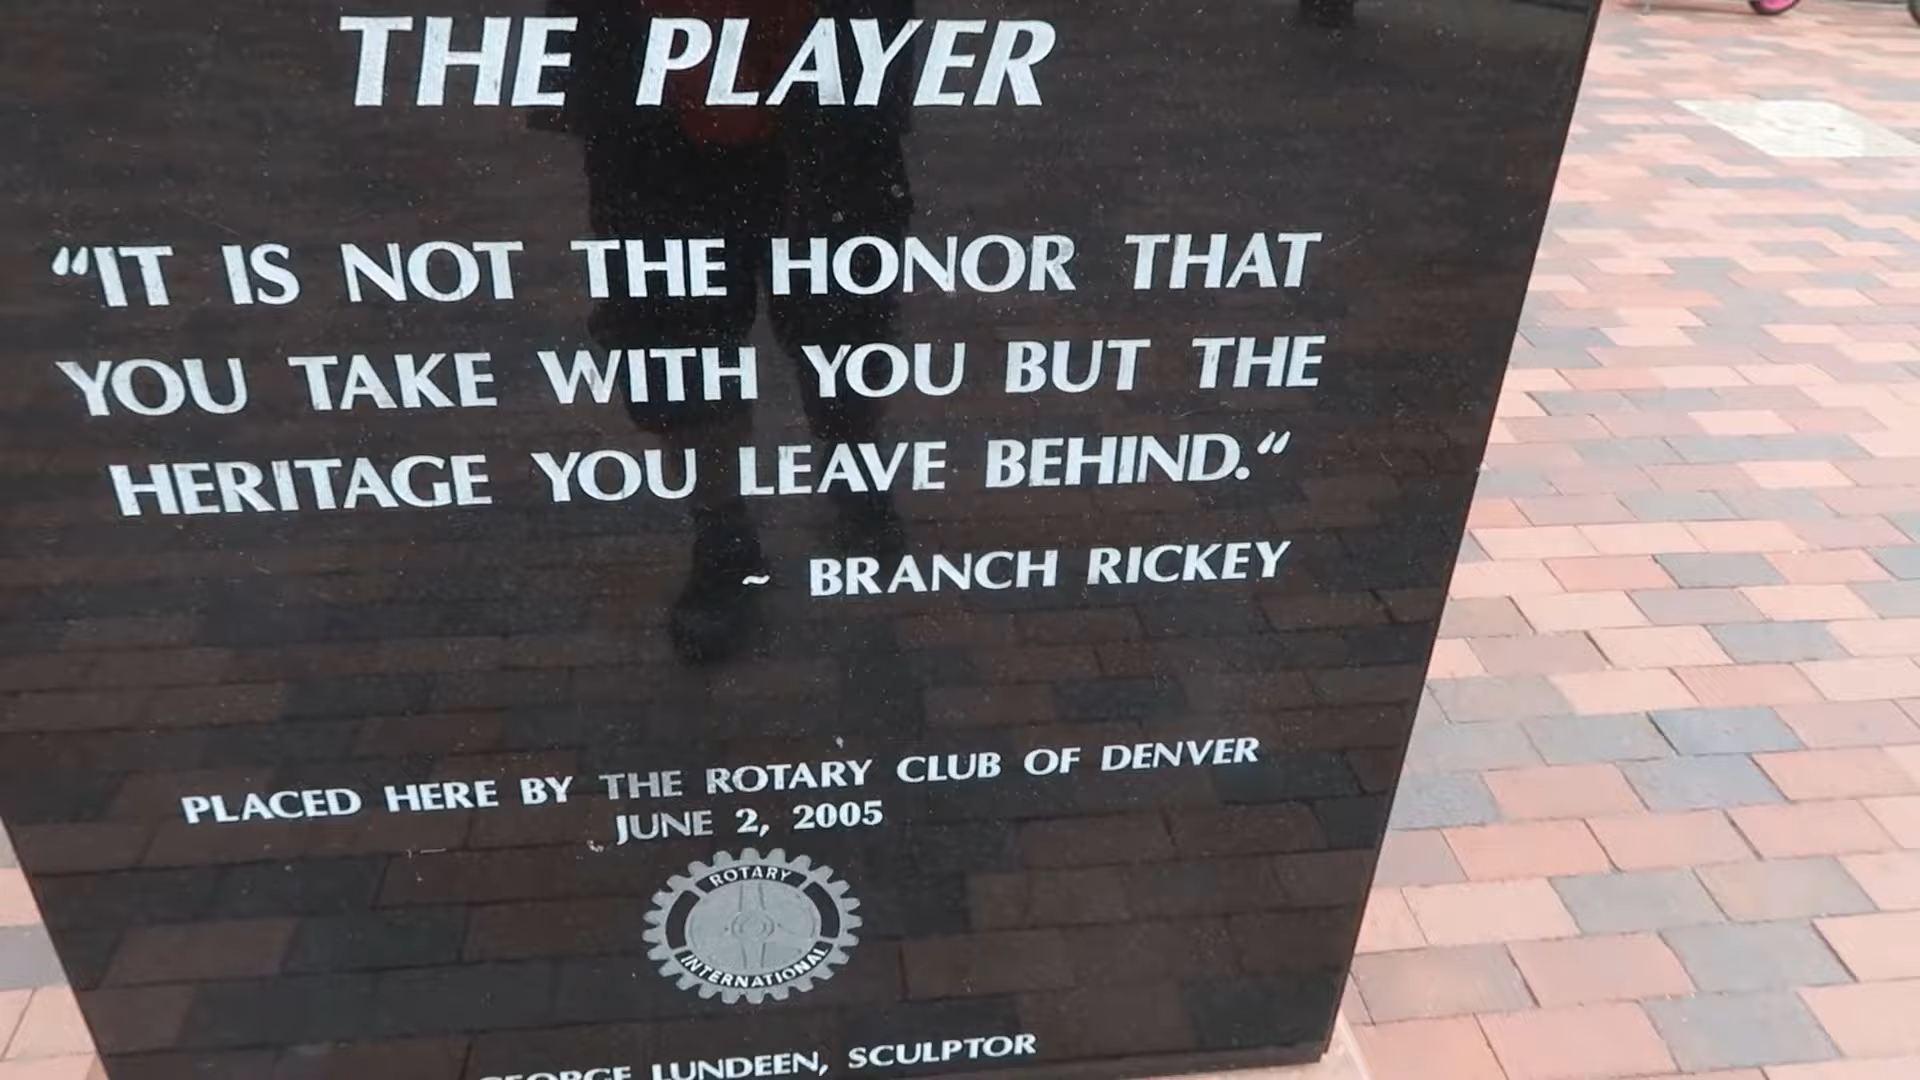 THE PLAYER
“IT IS NOT THE HONOR THAT
YOU TAKE WITH YOU BUT THE
HERITAGE YOU LEAVE BEHIND.“
~ BRANCH RICKEY
PLACED HERE BY THE ROTARY CLUB OF DENVER
JUNE 2, 2005
ROTARY
INTERNATIONAL
GEORGE LUNDEEN, SCULPTOR